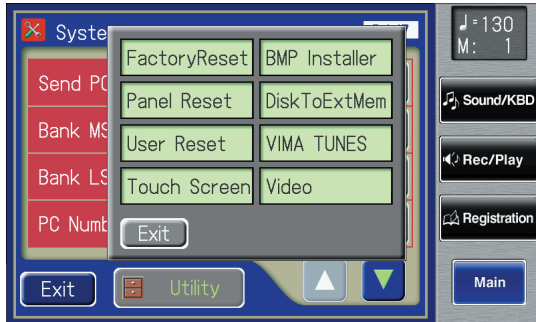 Syste
♩=130
M: 1
FactoryReset BMP Installer
Send PC
Panel Reset DiskToExtMem
Sound/KBD
Bank MS
User Reset VIMA TUNES
Rec/Play
Bank LS
Touch Screen Video
PC Numb
Exit
Registration
Exit Utility
Main